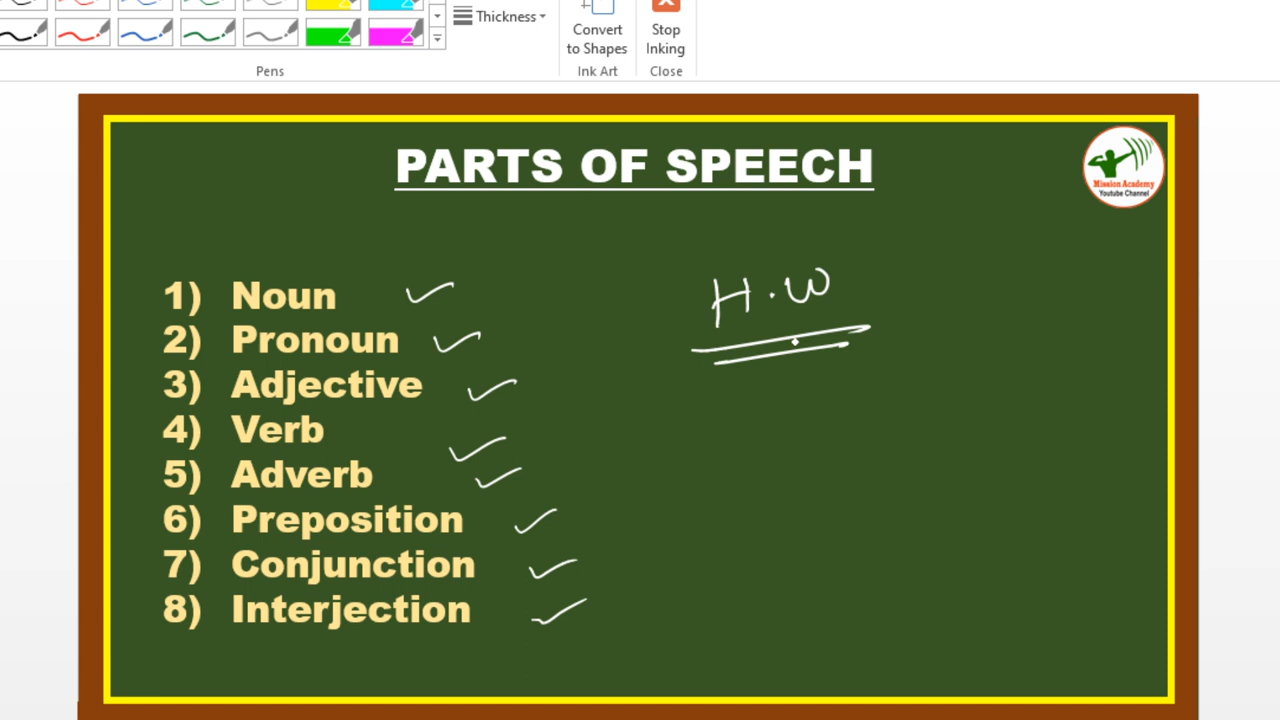 Thickness
Convert
to Shapes
Stop
Inking
Pens
Ink Art
Close
PARTS OF SPEECH
Mission Academy
Youtube Channel
1) Noun
H.W
2) Pronoun
3) Adjective
4) Verb
5) Adverb
6) Preposition
7) Conjunction
8) Interjection